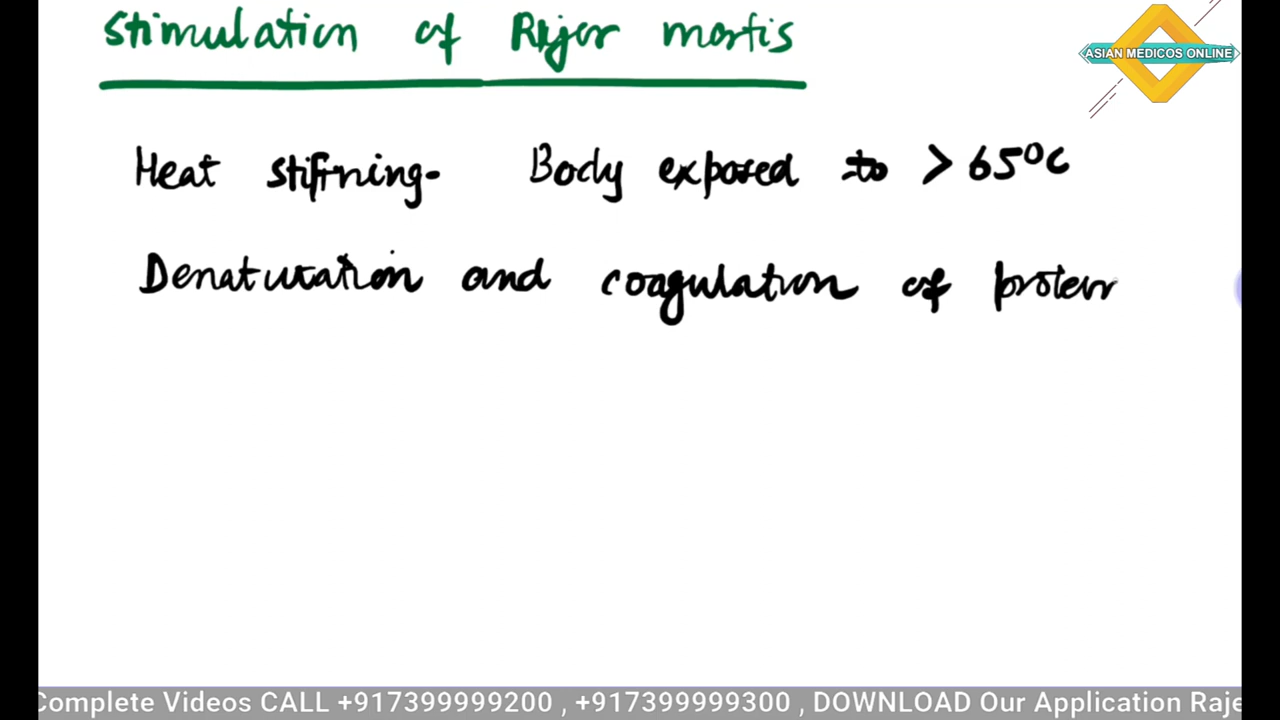 Stimulation of Rigor mortis
ASIAN MEDICOS ONLINE
Heat stiffning- Body exposed to > 65°C
Denaturation and coagulation of protein
Complete Videos CALL +917399999200 , +917399999300 , DOWNLOAD Our Application Raje